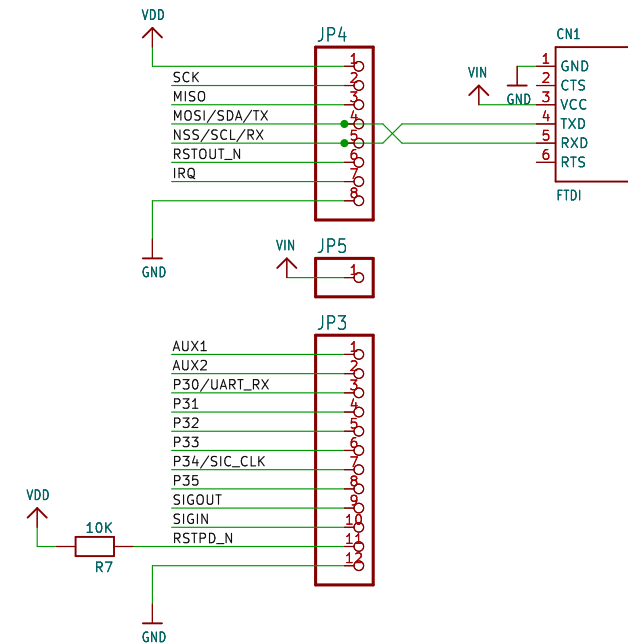 VDD
JP4
1
SCK
2
MISO
3
MOSI/SDA/TX
4
NSS/SCL/RX
5
RSTOUT_N
6
IRQ
7
8
GND
CN1
VIN
GND
1 GND
2 CTS
3 VCC
4 TXD
5 RXD
6 RTS
FTDI
VIN
JP5
1
JP3
AUX1
1
AUX2
2
P30/UART_RX
3
P31
4
P32
5
P33
6
P34/SIC_CLK
7
P35
8
SIGOUT
9
SIGIN
10
RSTPD_N
11
12
VDD
10K
R7
GND